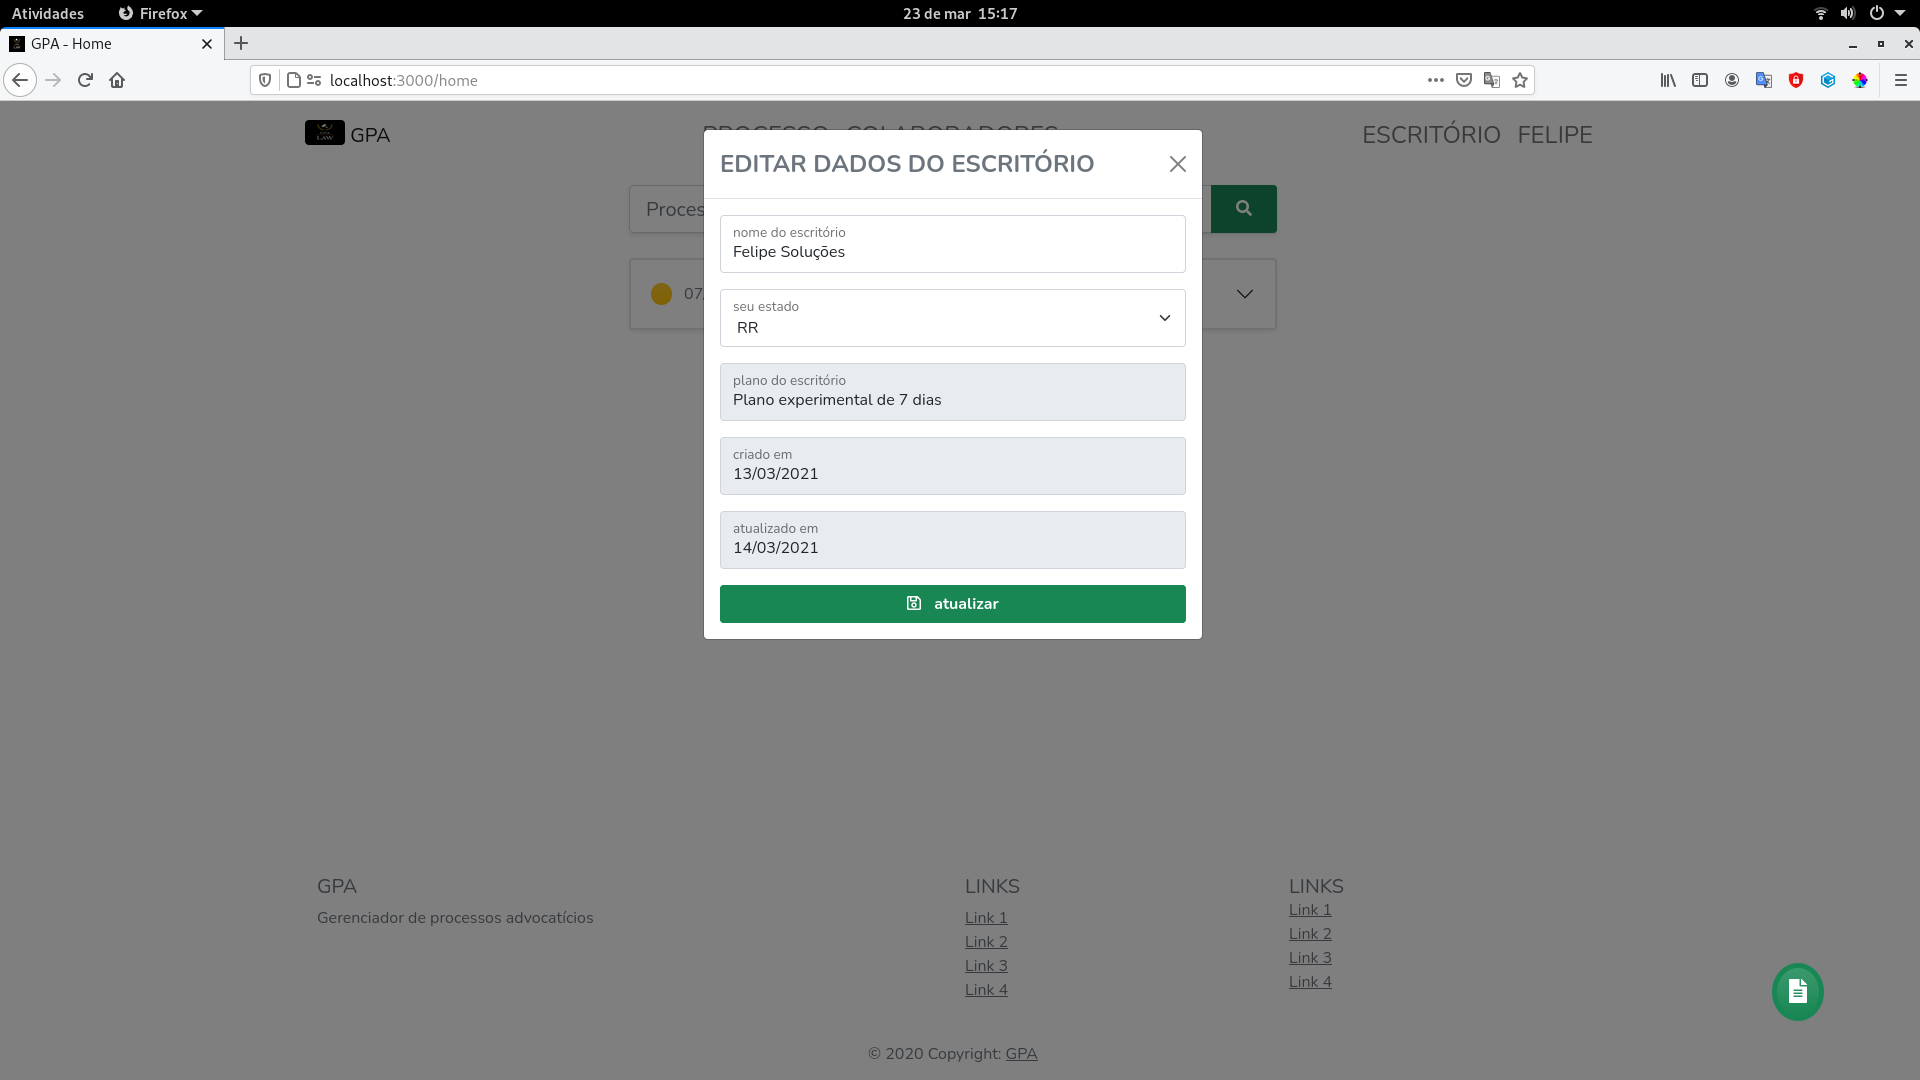 Atividades
Firefox
23 de mar 15:17
GPA - Home
localhost:3000/home
GPA
PROCESSO COLABORADORES
ESCRITÓRIO FELIPE
EDITAR DADOS DO ESCRITÓRIO
Proces
07/
nome do escritório
Felipe Soluções
seu estado
RR
plano do escritório
Plano experimental de 7 dias
criado em
13/03/2021
atualizado em
14/03/2021
atualizar
GPA
Gerenciador de processos advocatícios
LINKS
Link 1
Link 2
Link 3
Link 4
LINKS
Link 1
Link 2
Link 3
Link 4
© 2020 Copyright: GPA